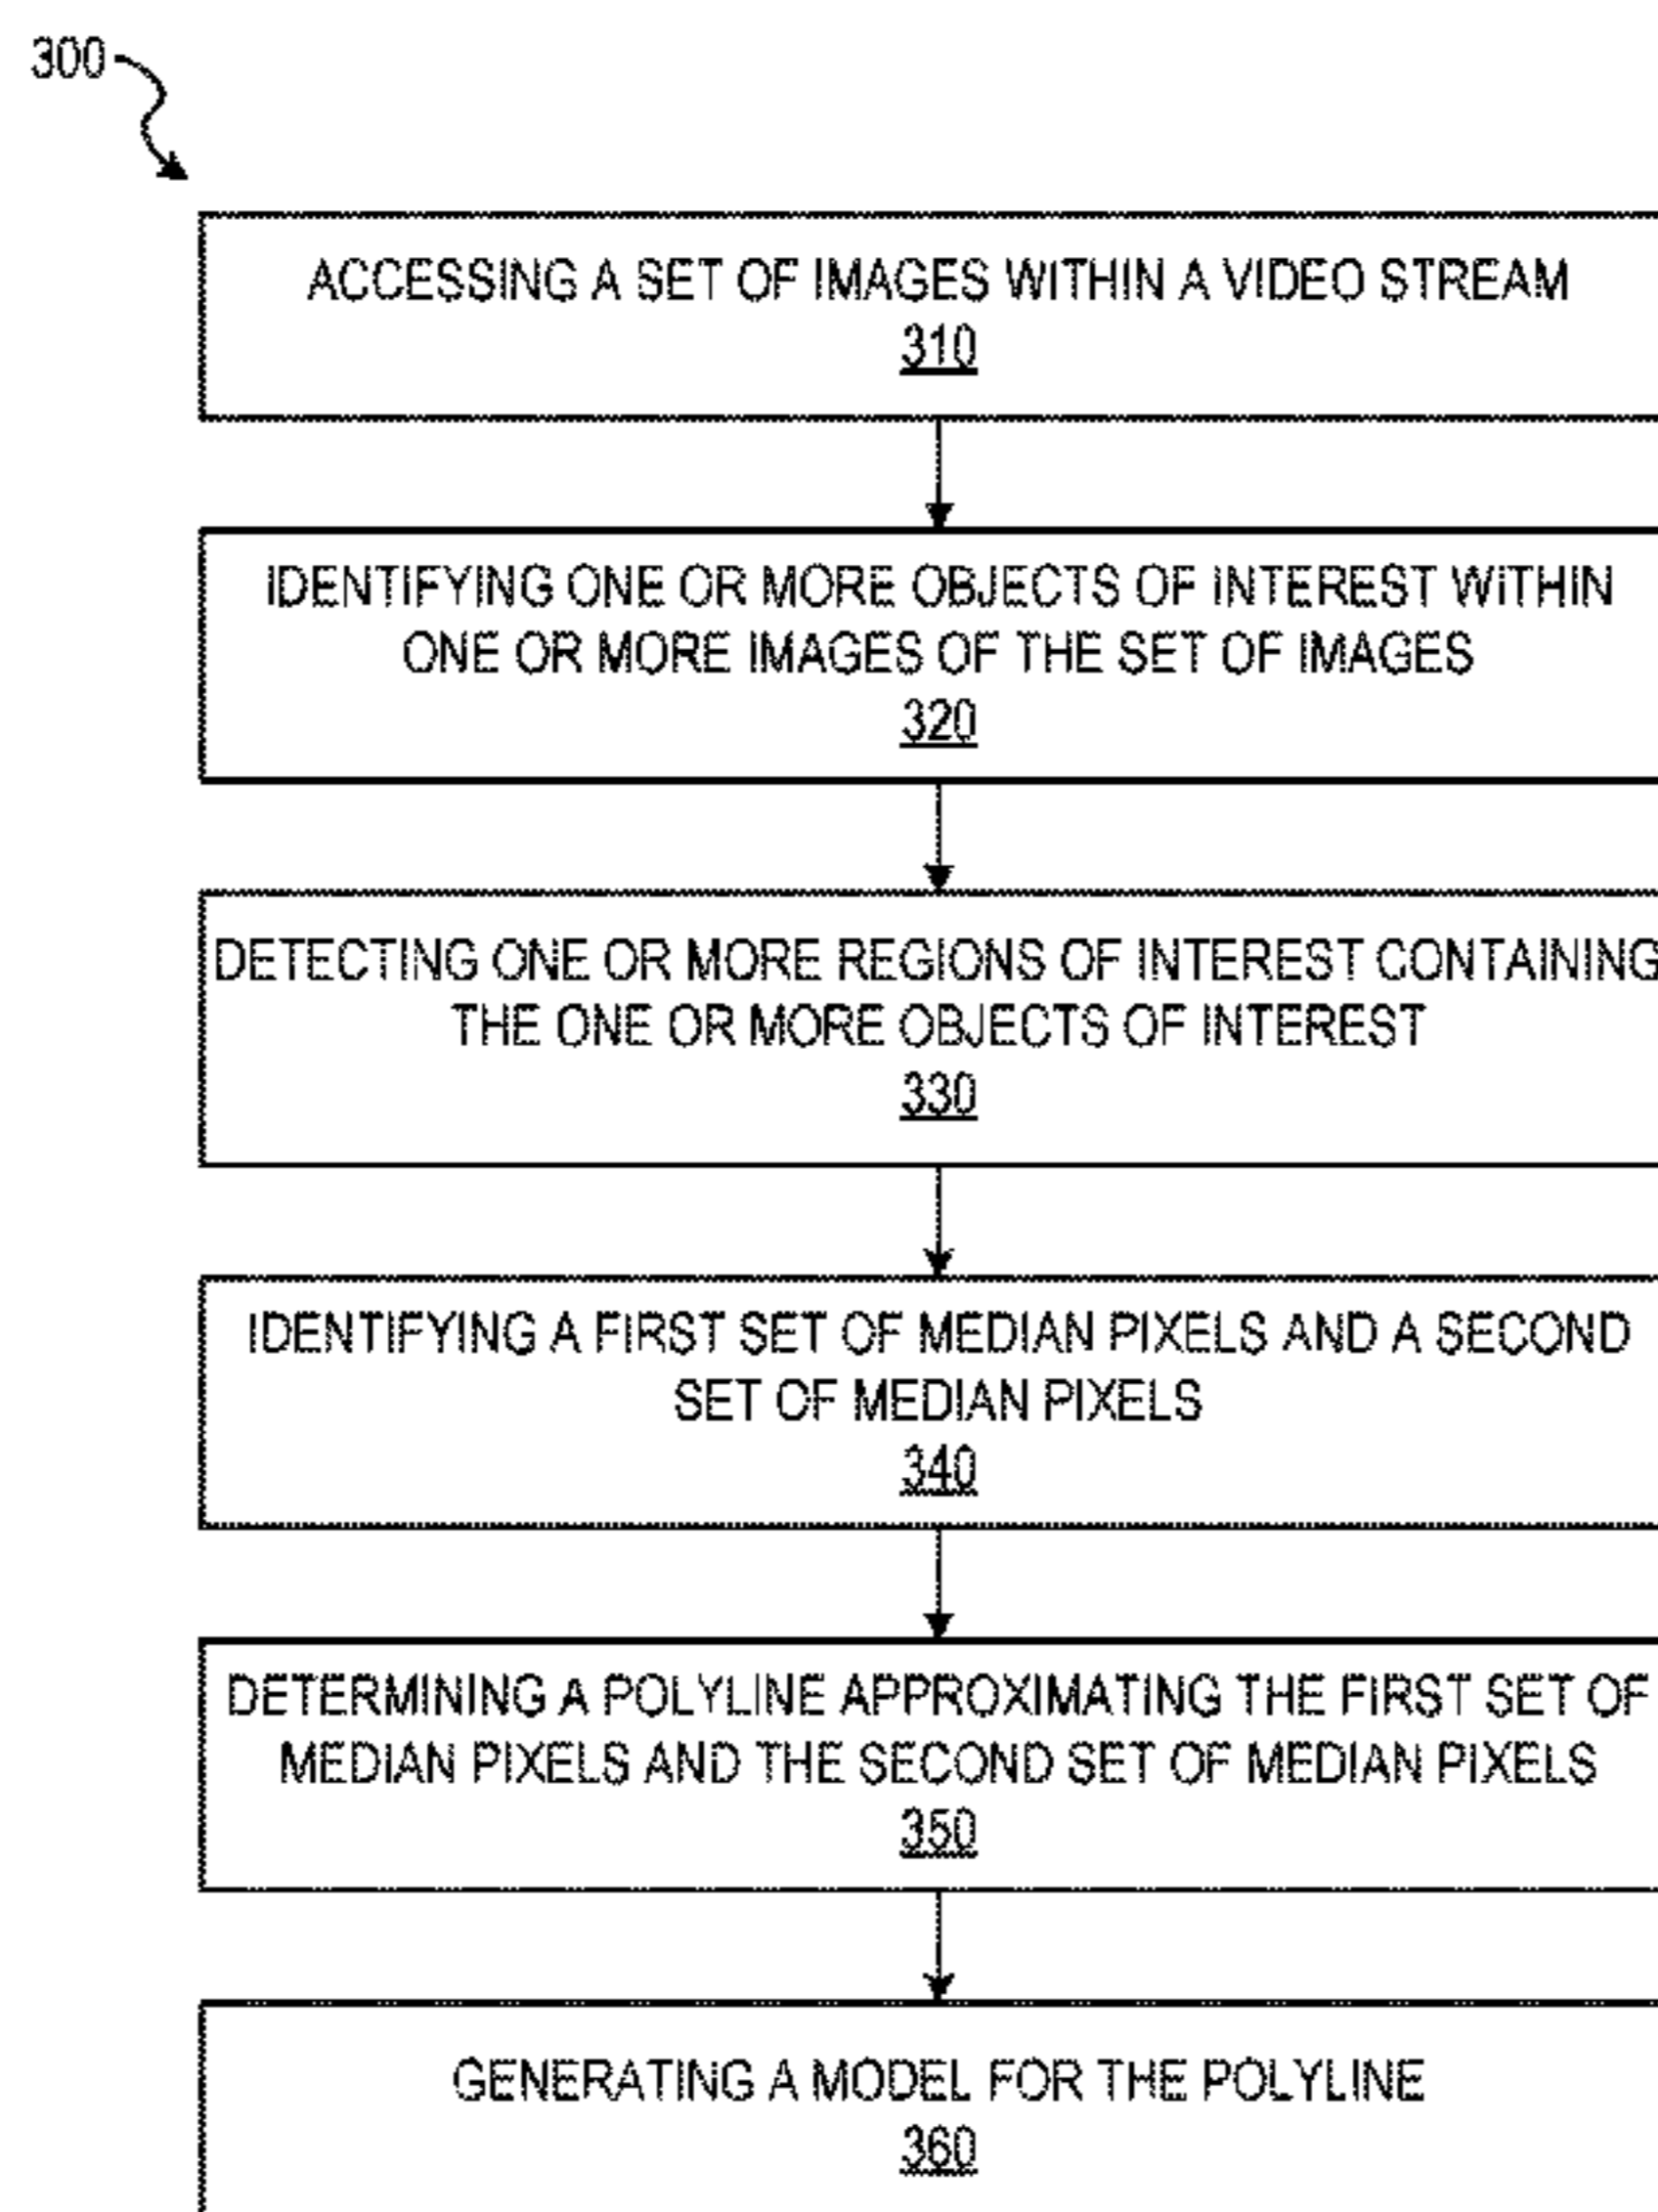 300
ACCESSING A SET OF IMAGES WITHIN A VIDEO STREAM
310
IDENTIFYING ONE OR MORE OBJECTS OF INTEREST WITHIN
ONE OR MORE IMAGES OF THE SET OF IMAGES
320
DETECTING ONE OR MORE REGIONS OF INTEREST CONTAINING
THE ONE OR MORE OBJECTS OF INTEREST
330
IDENTIFYING A FIRST SET OF MEDIAN PIXELS AND A SECOND
SET OF MEDIAN PIXELS
340
DETERMINING A POLYLINE APPROXIMATING THE FIRST SET OF
MEDIAN PIXELS AND THE SECOND SET OF MEDIAN PIXELS
350
GENERATING A MODEL FOR THE POLYLINE
360